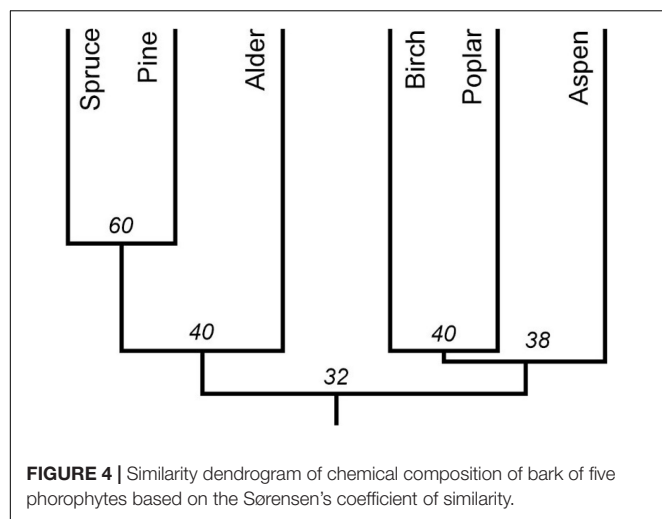 Spruce Pine Alder Birch Poplar Aspen
60
40 40 38
32
FIGURE 4 | Similarity dendrogram of chemical composition of bark of five
phorophytes based on the Sørensen's coefficient of similarity.